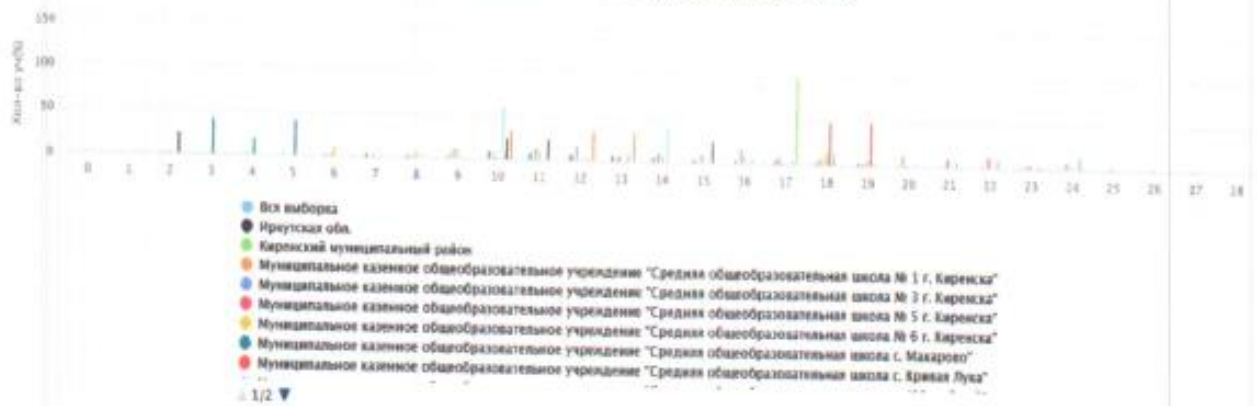 150
100
50
0
Кол-во уч(%)
0 1 2 3 4 5 6 7 8 9 10 11 12 13 14 15 16 17 18 19 20 21 22 23 24 25 26 27 28
Вся выборка
Иркутская обл.
Киренский муниципальный район
Муниципальное казенное общеобразовательное учреждение "Средняя общеобразовательная школа № 1 г. Киренска"
Муниципальное казенное общеобразовательное учреждение "Средняя общеобразовательная школа № 3 г. Киренска"
Муниципальное казенное общеобразовательное учреждение "Средняя общеобразовательная школа № 5 г. Киренска"
Муниципальное казенное общеобразовательное учреждение "Средняя общеобразовательная школа № 6 г. Киренска"
Муниципальное казенное общеобразовательное учреждение "Средняя общеобразовательная школа с. Макарово"
Муниципальное казенное общеобразовательное учреждение "Средняя общеобразовательная школа с. Кривая Лука"
1/2